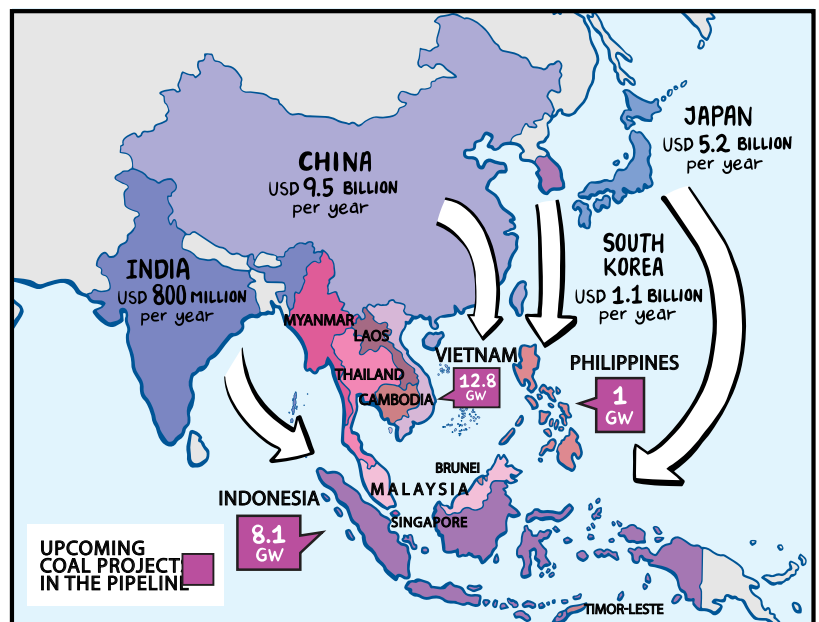 JAPAN
USD 5.2 BILLION
per year
CHINA
USD 9.5 BILLION
per year
SOUTH
KOREA
USD 1.1 BILLION
per year
INDIA
USD 800 MILLION
per year
MYANMAR
LAOS
VIETNAM
12.8
GW
THAILAND
CAMBODIA
PHILIPPINES
1
GW
BRUNEI
MALAYSIA
SINGAPORE
INDONESIA
8.1
GW
UPCOMING
COAL PROJECTS
IN THE PIPELINE
TIMOR-LESTE